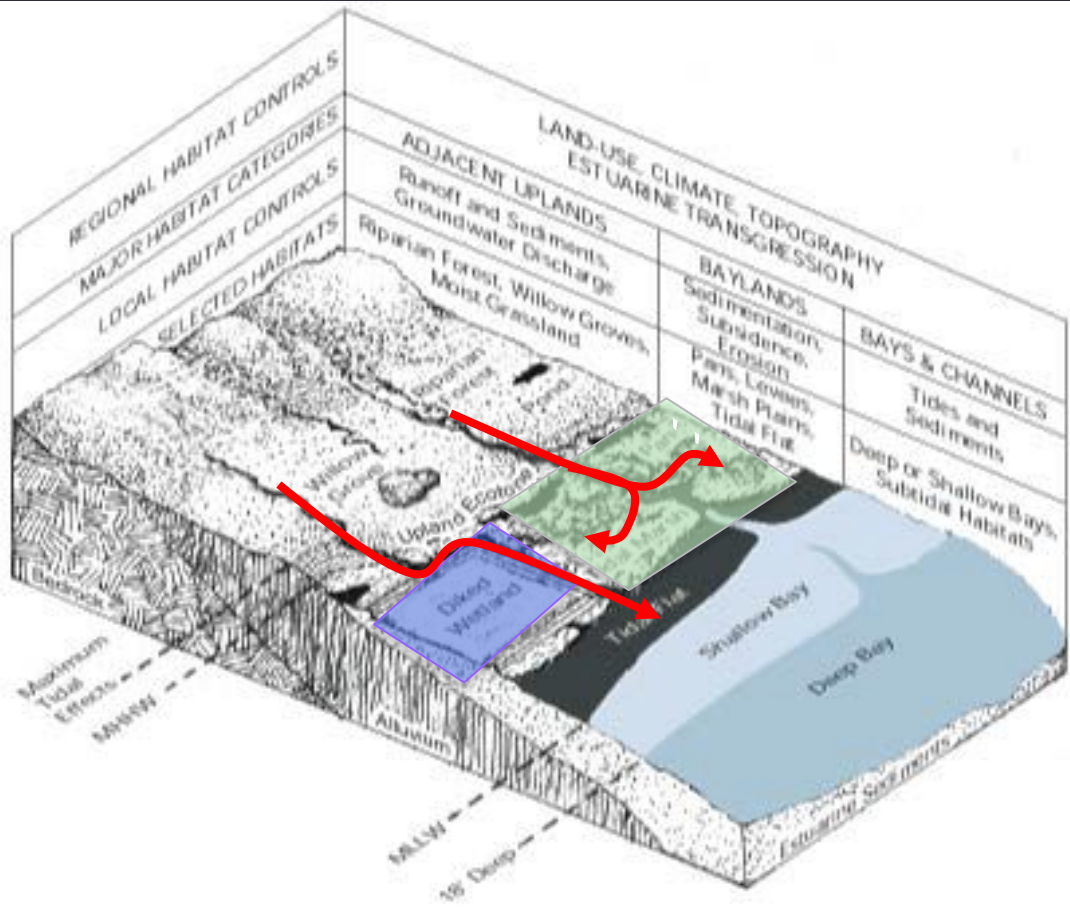 REGIONAL HABITAT CONTROLS
MAJOR HABITAT CATEGORIES
LOCAL HABITAT CONTROLS
SELECTED HABITATS
LAND-USE, CLIMATE, TOPOGRAPHY
ESTUARINE TRANSGRESSION
ADJACENT UPLANDS
Runoff and Sediments,
Groundwater Discharge
Riparian Forest, Willow Groves,
Moist Grassland
BAYLANDS
Sedimentation,
Subsidence,
Erosion
Pans, Levees,
Marsh Plains,
Tidal Flat
BAYS & CHANNELS
Tides and
Sediments
Deep or Shallow Bays,
Subtidal Habitats
Riparian
Forest
Pond
Willow
Grove
Upland Ecotone
Diked
Wetland
Tidal Flat
Shallow Bay
Deep Bay
Bedrock
Alluvium
Estuarine Sediments
Maximum
Tidal
Effects
MHHW
MLLW
18' Deep